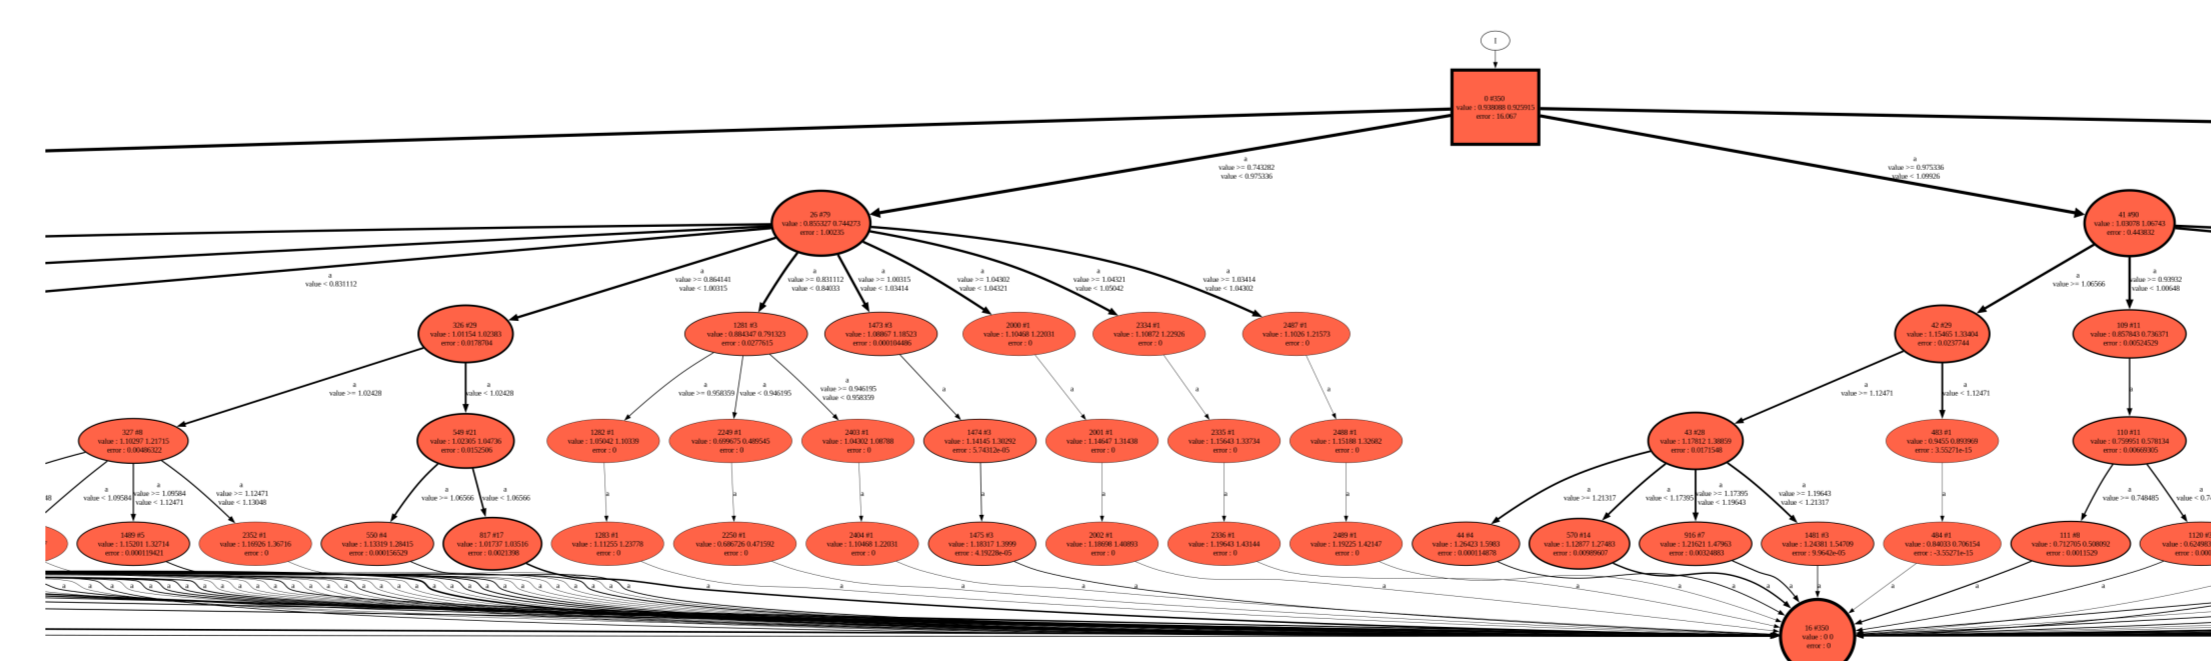 I
0 #350
value : 0.938088 0.925915
error : 16.067
a
value >= 0.743282
value < 0.975336
a
value >= 0.975336
value < 1.09926
26 #79
value : 0.855327 0.744273
error : 1.00235
41 #90
value : 1.03078 1.06743
error : 0.443832
a
value < 0.831112
a
value >= 0.864141
value < 1.00315
a
value >= 0.831112
value < 0.84033
a
value >= 1.00315
value < 1.03414
a
value >= 1.04302
value < 1.04321
a
value >= 1.04321
value < 1.05042
a
value >= 1.03414
value < 1.04302
a
value >= 1.06566
a
value >= 0.93932
value < 1.00648
326 #29
value : 1.01154 1.02383
error : 0.0178784
1281 #3
value : 0.884347 0.791323
error : 0.0277615
1473 #3
value : 1.08867 1.18523
error : 0.000104486
2000 #1
value : 1.10468 1.22031
error : 0
2334 #1
value : 1.10872 1.22926
error : 0
2487 #1
value : 1.1026 1.21573
error : 0
42 #29
value : 1.15465 1.33404
error : 0.0237744
109 #11
value : 0.857843 0.736371
error : 0.00524529
a
value >= 1.02428
a
value < 1.02428
a
value >= 0.958359
a
value < 0.946195
a
value >= 0.946195
value < 0.958359
a
a
a
a
a
value >= 1.12471
a
value < 1.12471
a
327 #8
value : 1.10297 1.21715
error : 0.00486322
549 #21
value : 1.02305 1.04736
error : 0.0152506
1282 #1
value : 1.05042 1.10339
error : 0
2249 #1
value : 0.699675 0.489545
error : 0
2403 #1
value : 1.04302 1.08788
error : 0
1474 #3
value : 1.14145 1.30292
error : 5.74312e-05
2001 #1
value : 1.14647 1.31438
error : 0
2335 #1
value : 1.15643 1.33734
error : 0
2488 #1
value : 1.15188 1.32682
error : 0
43 #28
value : 1.17812 1.38859
error : 0.0171548
483 #1
value : 0.9455 0.893969
error : 3.55271e-15
110 #11
value : 0.759951 0.578134
error : 0.00669305
48
a
value < 1.09584
a
value >= 1.09584
value < 1.12471
a
value >= 1.12471
value < 1.13048
a
value >= 1.06566
a
value < 1.06566
a
a
a
a
a
a
a
a
value >= 1.21317
a
value < 1.17395
a
value >= 1.17395
value < 1.19643
a
value >= 1.19643
value < 1.21317
a
a
value >= 0.748485
a
1489 #5
value : 1.15201 1.32714
error : 0.000119421
2352 #1
value : 1.16926 1.36716
error : 0
550 #4
value : 1.13319 1.28415
error : 0.000156529
817 #17
value : 1.01737 1.03516
error : 0.0021398
1283 #1
value : 1.11255 1.23778
error : 0
2250 #1
value : 0.686726 0.471592
error : 0
2404 #1
value : 1.10468 1.22031
error : 0
1475 #3
value : 1.18317 1.3999
error : 4.19228e-05
2002 #1
value : 1.18698 1.40893
error : 0
2336 #1
value : 1.19643 1.43144
error : 0
2489 #1
value : 1.19225 1.42147
error : 0
44 #4
value : 1.26423 1.5983
error : 0.000114878
570 #14
value : 1.12877 1.27483
error : 0.00989607
916 #7
value : 1.21621 1.47963
error : 0.00324883
1481 #3
value : 1.24381 1.54709
error : 9.9642e-05
484 #1
value : 0.84033 0.706154
error : -3.55271e-15
111 #8
value : 0.712705 0.508092
error : 0.0011529
16 #350
value : 0 0
error : 0